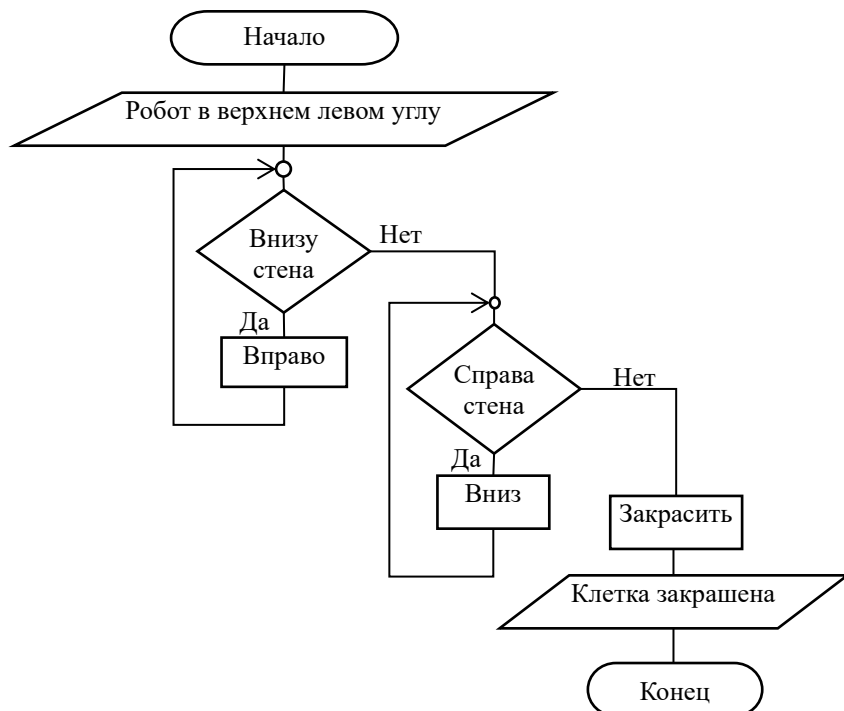 Начало
Робот в верхнем левом углу
Внизу
стена
Нет
Да
Вправо
Справа
стена
Нет
Да
Вниз
Закрасить
Клетка закрашена
Конец